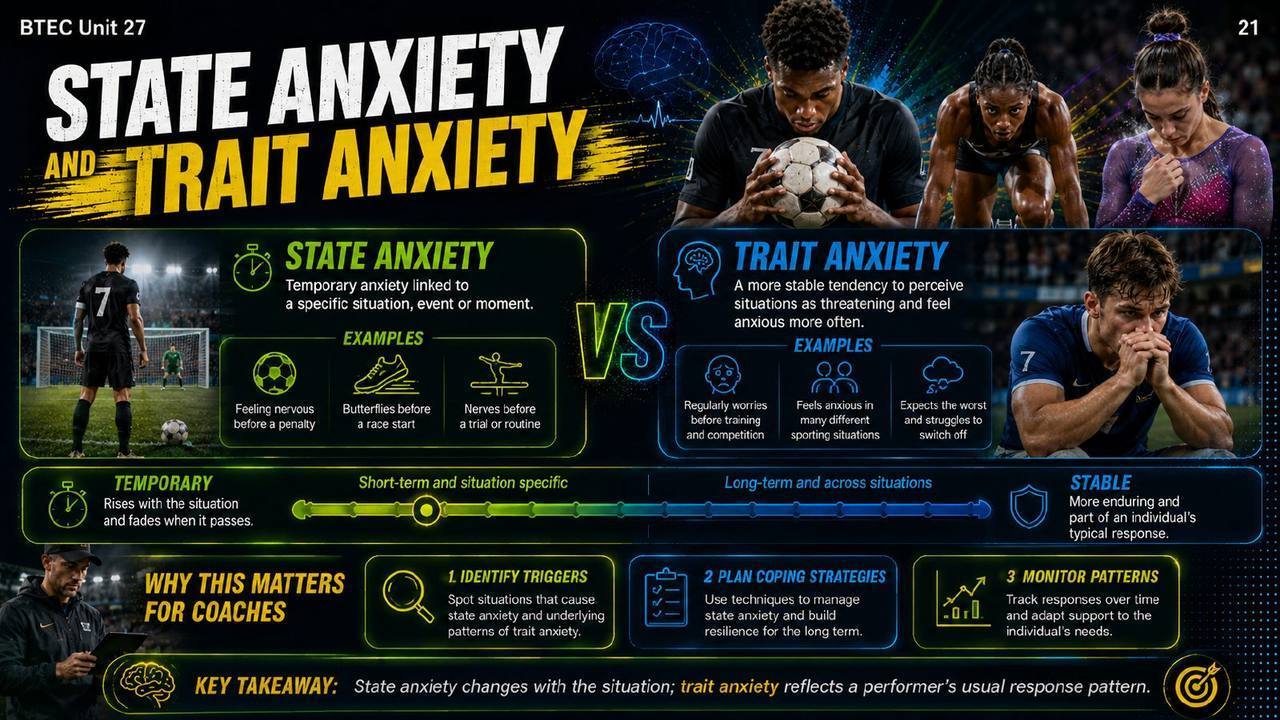 BTEC Unit 27
21
STATE ANXIETY
AND TRAIT ANXIETY
7
STATE ANXIETY
Temporary anxiety linked to
a specific situation, event or moment.
EXAMPLES
Feeling nervous
before a penalty
Butterflies before
a race start
Nerves before
a trial or routine
VS
TRAIT ANXIETY
A more stable tendency to perceive
situations as threatening and feel
anxious more often.
EXAMPLES
Regularly worries
before training
and competition
Feels anxious in
many different
sporting situations
Expects the worst
and struggles to
switch off
7
7
TEMPORARY
Rises with the situation
and fades when it passes.
Short-term and situation specific
Long-term and across situations
STABLE
More enduring and
part of an individual's
typical response.
WHY THIS MATTERS
FOR COACHES
1. IDENTIFY TRIGGERS
Spot situations that cause
state anxiety and underlying
patterns of trait anxiety.
2 PLAN COPING STRATEGIES
Use techniques to manage
state anxiety and build
resilience for the long term.
3 MONITOR PATTERNS
Track responses over time
and adapt support to the
individual's needs.
KEY TAKEAWAY: State anxiety changes with the situation; trait anxiety reflects a performer's usual response pattern.